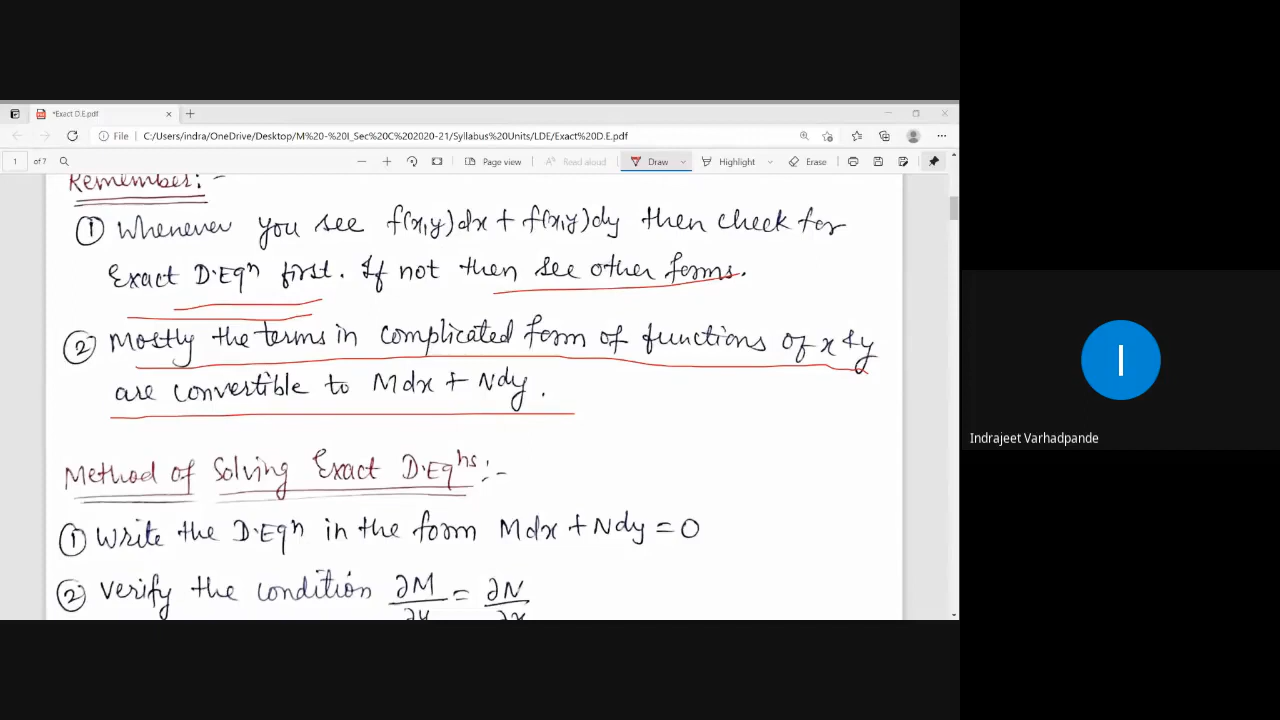 *Exact D.E.pdf
File C:/Users/indra/OneDrive/Desktop/M%20-%20I_Sec%20C%202020-21/Syllabus%20Units/LDE/Exact%20D.E.pdf
1 of 7 Page view Read aloud Draw Highlight Erase
Remember:-
① Whenever you see f(x,y)dx + f(x,y)dy then check for
Exact D.Eqⁿ first. If not then see other forms.
② Mostly the terms in complicated form of functions of x & y
are convertible to Mdx + Ndy.
Method of Solving Exact D.Eqⁿˢ:-
① Write the D.Eqⁿ in the form Mdx + Ndy = 0
② Verify the condition ∂M/∂y = ∂N/∂x
I
Indrajeet Varhadpande